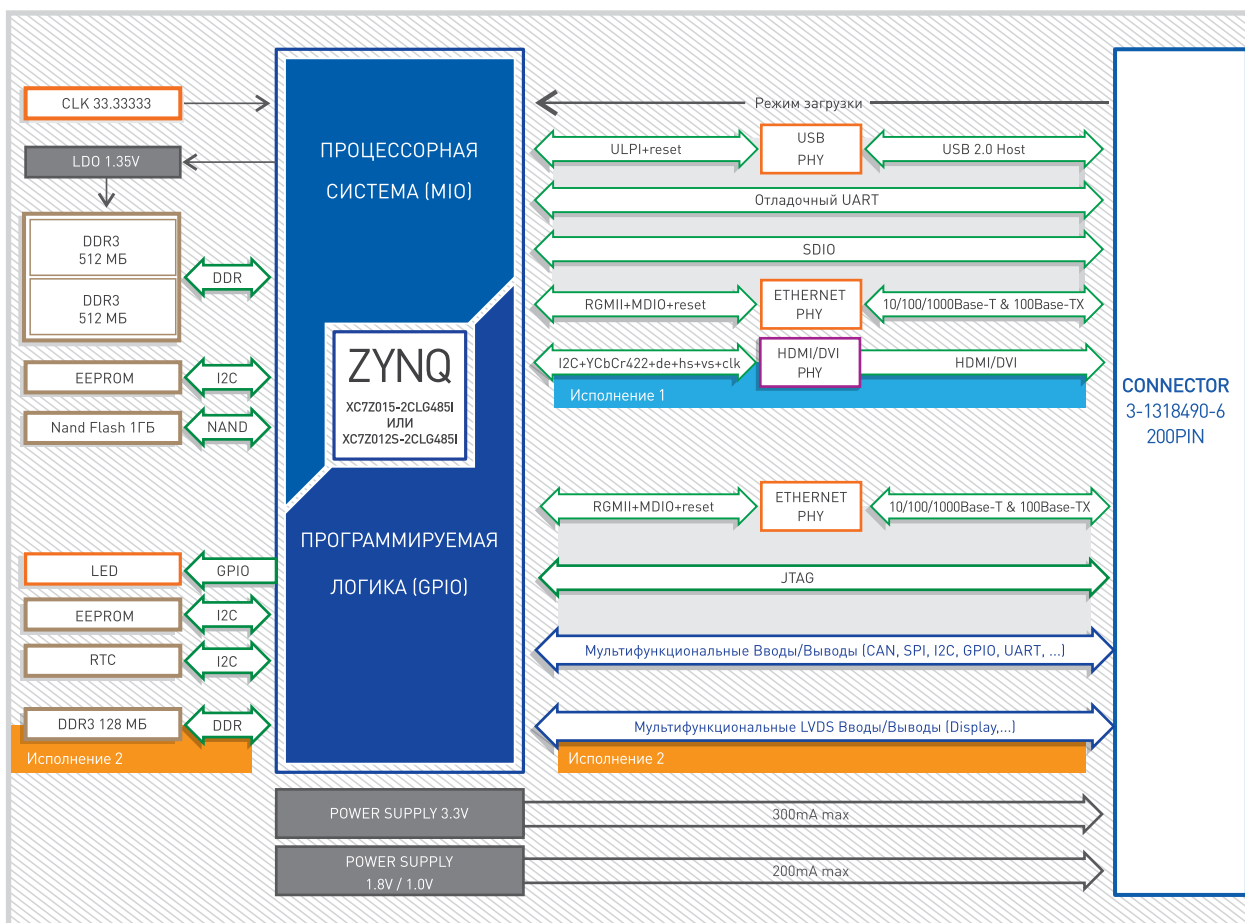 CLK 33.33333
LDO 1.35V
DDR3
512 МБ
DDR3
512 МБ
DDR
EEPROM
I2C
Nand Flash 1ГБ
NAND
LED
GPIO
EEPROM
I2C
RTC
I2C
DDR3 128 МБ
DDR
Исполнение 2
ПРОЦЕССОРНАЯ
СИСТЕМА (MIO)
ZYNQ
XC7Z015-2CLG485I
ИЛИ
XC7Z012S-2CLG485I
ПРОГРАММИРУЕМАЯ
ЛОГИКА (GPIO)
Режим загрузки
ULPI+reset
USB
PHY
USB 2.0 Host
Отладочный UART
SDIO
RGMII+MDIO+reset
ETHERNET
PHY
10/100/1000Base-T & 100Base-TX
I2C+YCbCr422+de+hs+vs+clk
HDMI/DVI
PHY
HDMI/DVI
Исполнение 1
RGMII+MDIO+reset
ETHERNET
PHY
10/100/1000Base-T & 100Base-TX
JTAG
Мультифункциональные Вводы/Выводы (CAN, SPI, I2C, GPIO, UART, ...)
Мультифункциональные LVDS Вводы/Выводы (Display,...)
Исполнение 2
CONNECTOR
3-1318490-6
200PIN
POWER SUPPLY 3.3V
300mA max
POWER SUPPLY
1.8V / 1.0V
200mA max